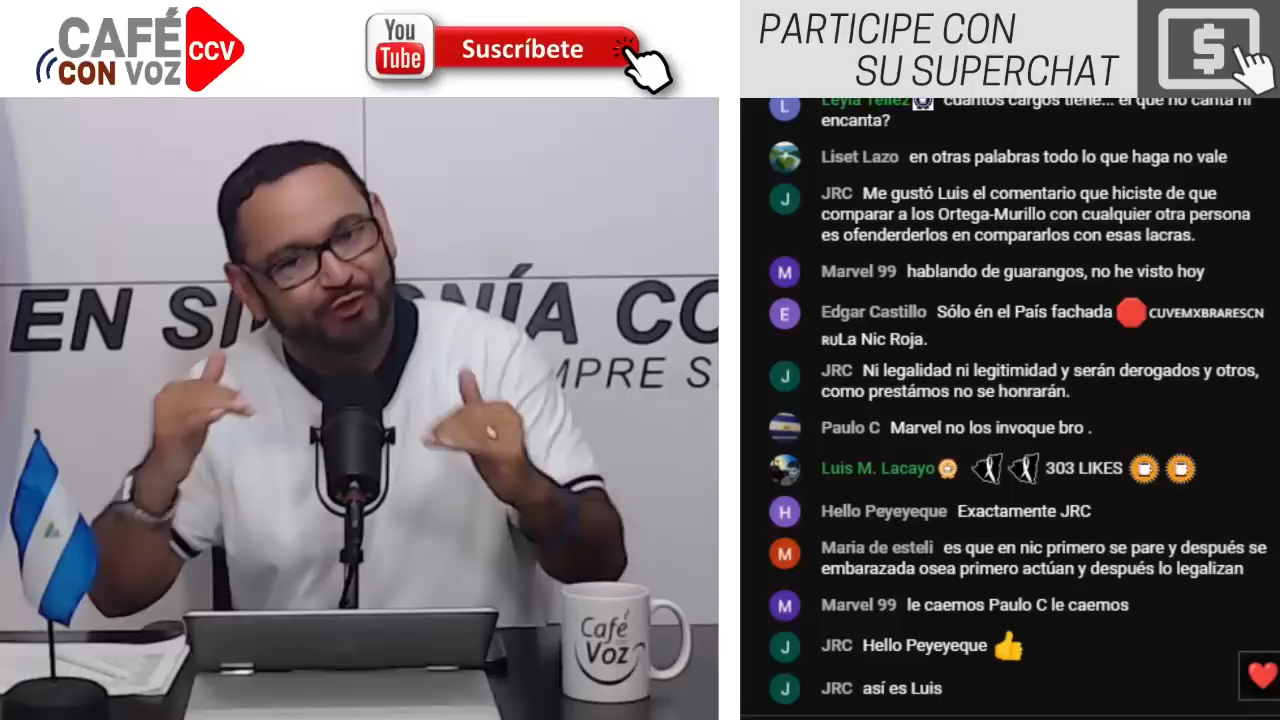 CAFÉ
CON VOZ
CCV
You
Tube
Suscríbete
PARTICIPE CON
SU SUPERCHAT
$
EN SI
NÍA CO
MPRE S
Café
Voz
Leyla Tellez cuantos cargos tiene... el que no canta ni
encanta?
Liset Lazo en otras palabras todo lo que haga no vale
JRC Me gustó Luis el comentario que hiciste de que
comparar a los Ortega-Murillo con cualquier otra persona
es ofenderderlos en compararlos con esas lacras.
Marvel 99 hablando de guarangos, no he visto hoy
Edgar Castillo Sólo én el País fachada 🛑 ᴄᴜᴠᴇᴍxʙʀᴀʀᴇsᴄɴ
ʀᴜLa Nic Roja.
JRC Ni legalidad ni legitimidad y serán derogados y otros,
como prestámos no se honrarán.
Paulo C Marvel no los invoque bro .
Luis M. Lacayo 303 LIKES
Hello Peyeyeque Exactamente JRC
Maria de esteli es que en nic primero se pare y después se
embarazada osea primero actúan y después lo legalizan
Marvel 99 le caemos Paulo C le caemos
JRC Hello Peyeyeque 👍
JRC así es Luis